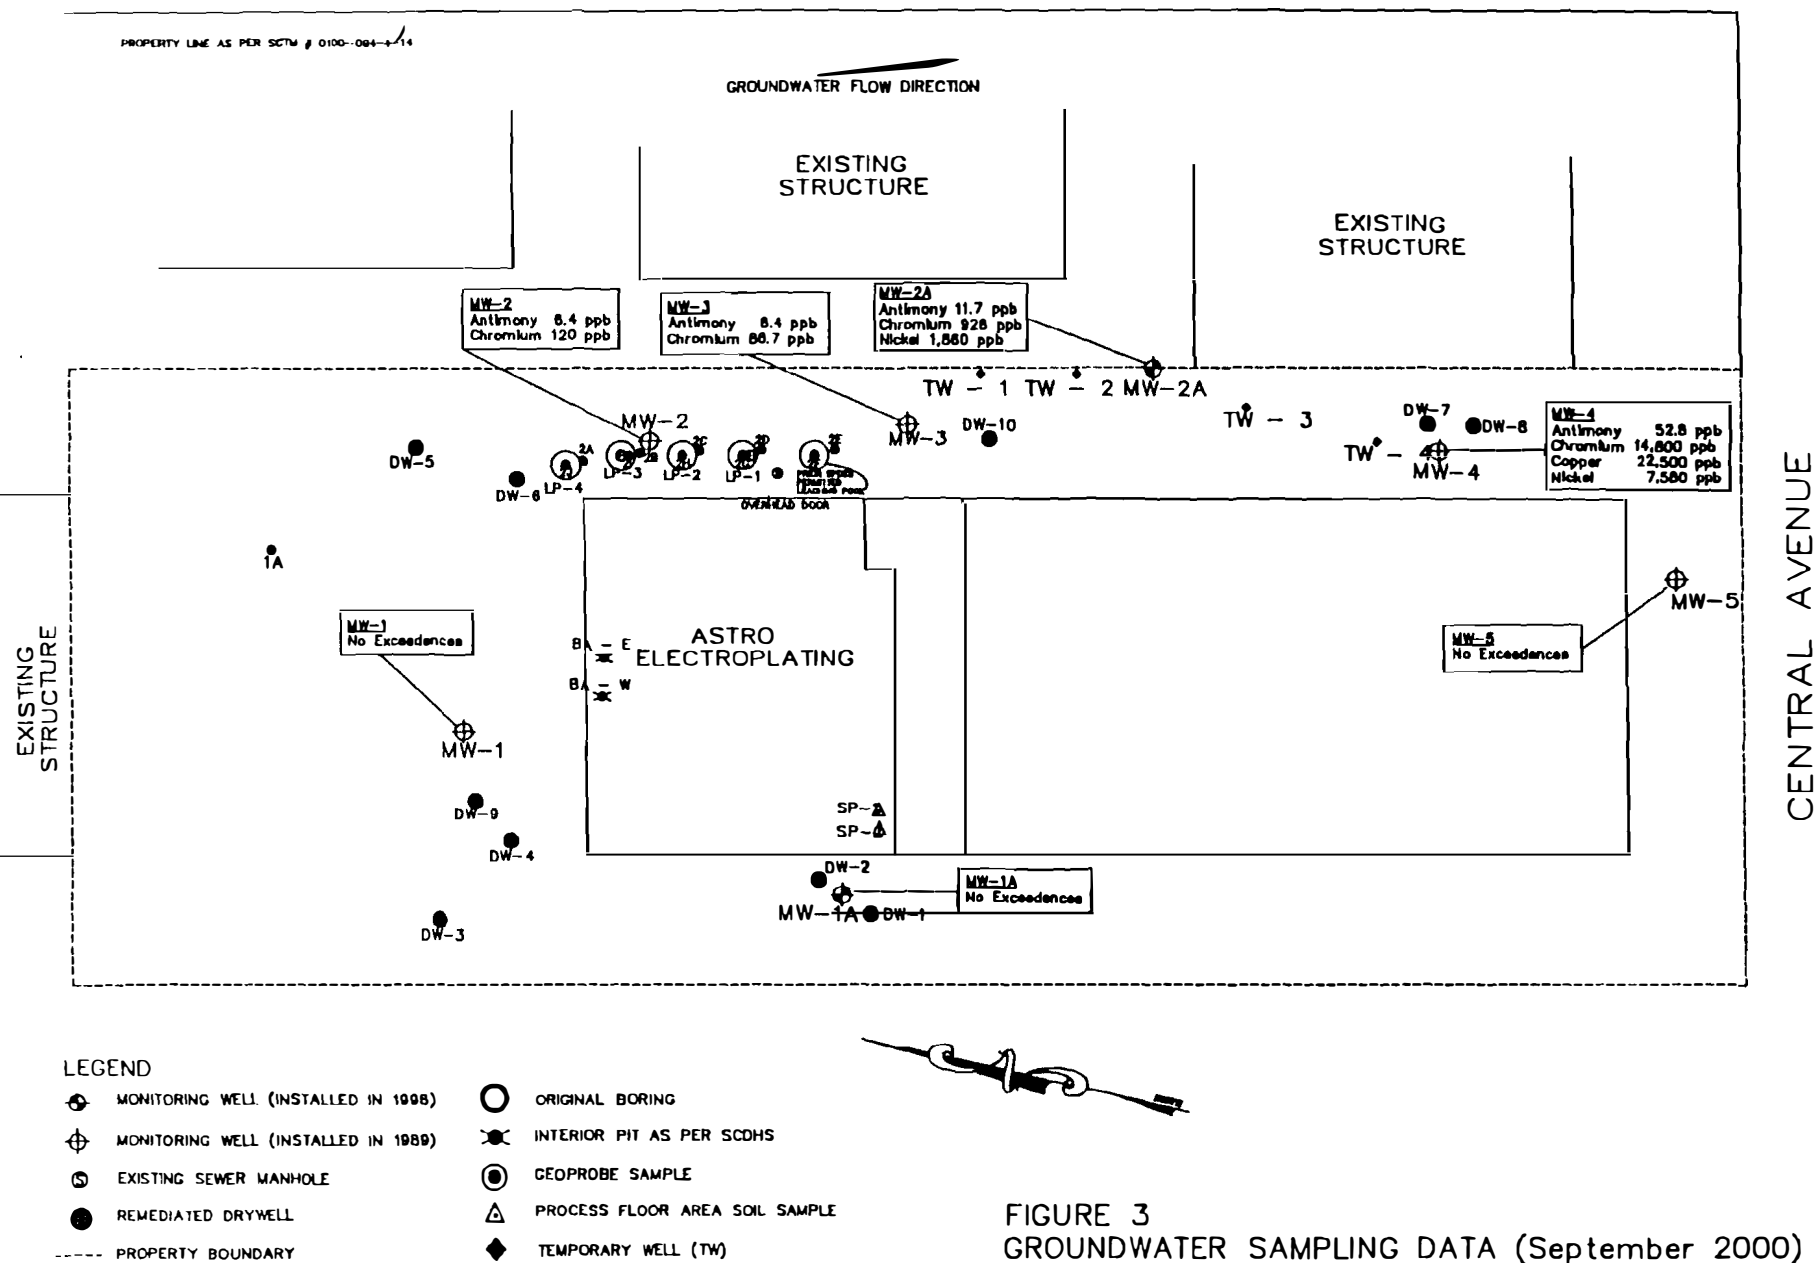 PROPERTY LINE AS PER SCTM # 0100-094-4-14
GROUNDWATER FLOW DIRECTION
EXISTING
STRUCTURE
EXISTING
STRUCTURE
MW-2
Antimony 6.4 ppb
Chromium 120 ppb
MW-3
Antimony 6.4 ppb
Chromium 86.7 ppb
MW-2A
Antimony 11.7 ppb
Chromium 928 ppb
Nickel 1,860 ppb
TW - 1
TW - 2
MW-2A
TW - 3
TW - 4
MW-2
MW-3
DW-10
DW-7
DW-8
MW-4
MW-4
Antimony 52.8 ppb
Chromium 14,800 ppb
Copper 22,500 ppb
Nickel 7,580 ppb
DW-5
DW-6
2A
LP-4
LP-3
2B
2C
LP-2
2D
LP-1
2E
OVERHEAD DOOR
1A
MW-1
No Exceedences
MW-1
BA - E
BA - W
ASTRO
ELECTROPLATING
MW-5
MW-5
No Exceedences
EXISTING
STRUCTURE
CENTRAL AVENUE
DW-9
DW-4
DW-3
SP-
SP-
DW-2
MW-1A
DW-1
MW-1A
No Exceedences
LEGEND
MONITORING WELL (INSTALLED IN 1998)
MONITORING WELL (INSTALLED IN 1989)
S EXISTING SEWER MANHOLE
REMEDIATED DRYWELL
PROPERTY BOUNDARY
ORIGINAL BORING
INTERIOR PIT AS PER SCDHS
GEOPROBE SAMPLE
PROCESS FLOOR AREA SOIL SAMPLE
TEMPORARY WELL (TW)
FIGURE 3
GROUNDWATER SAMPLING DATA (September 2000)